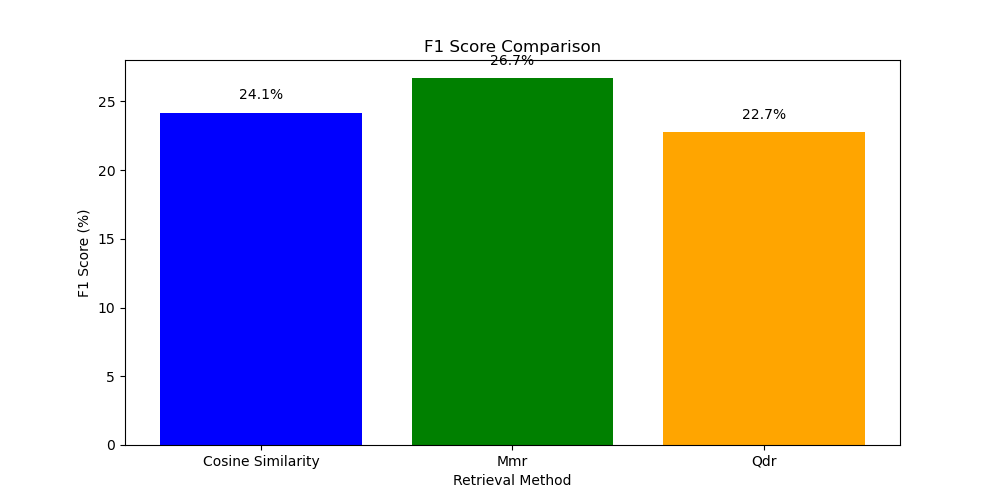 F1 Score Comparison
26.7%
24.1%
22.7%
25
20
15
10
5
0
F1 Score (%)
Cosine Similarity
Mmr
Qdr
Retrieval Method